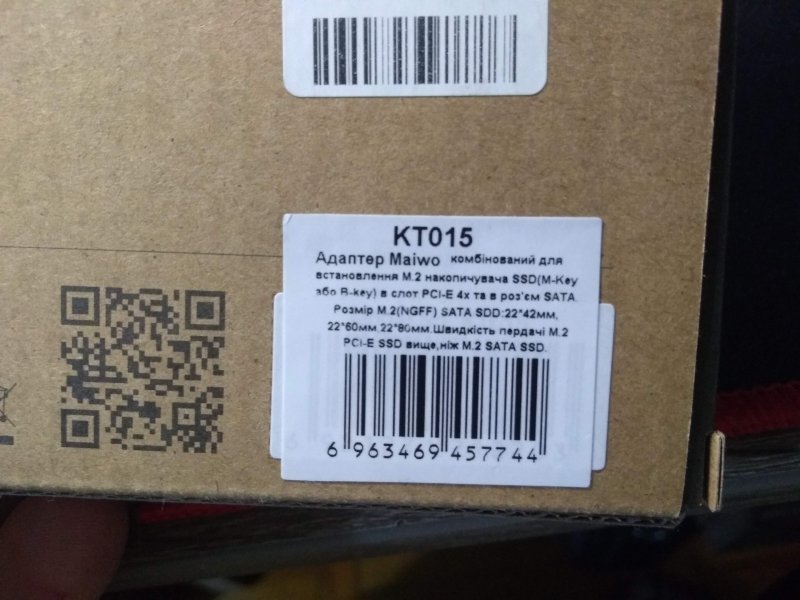 KT015
Адаптер Maiwo комбінований для
встановлення M.2 накопичувача SSD(M-Key
або B-key) в слот PCI-E 4x та в роз'єм SATA.
Розмір M.2(NGFF) SATA SDD:22*42мм,
22*60мм,22*80мм.Швидкість пердачі M.2
PCI-E SSD вище,ніж M.2 SATA SSD.
6 963469 457744